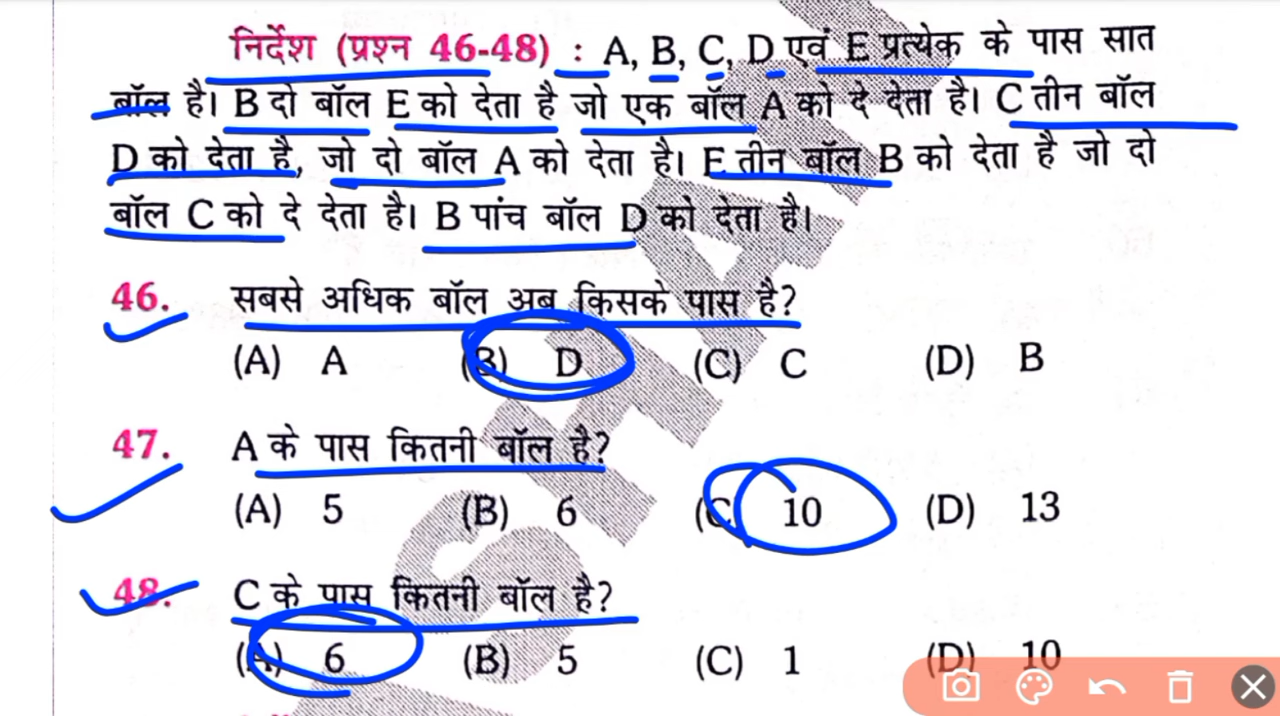 निर्देश (प्रश्न 46-48) : A, B, C, D एवं E प्रत्येक के पास सात
बॉल है। B दो बॉल E को देता है जो एक बॉल A को दे देता है। C तीन बॉल
D को देता है, जो दो बॉल A को देता है। E तीन बॉल B को देता है जो दो
बॉल C को दे देता है। B पांच बॉल D को देता है।
46. सबसे अधिक बॉल अब किसके पास है?
(A) A (B) D (C) C (D) B
47. A के पास कितनी बॉल है?
(A) 5 (B) 6 (C) 10 (D) 13
48. C के पास कितनी बॉल है?
(A) 6 (B) 5 (C) 1 (D) 10